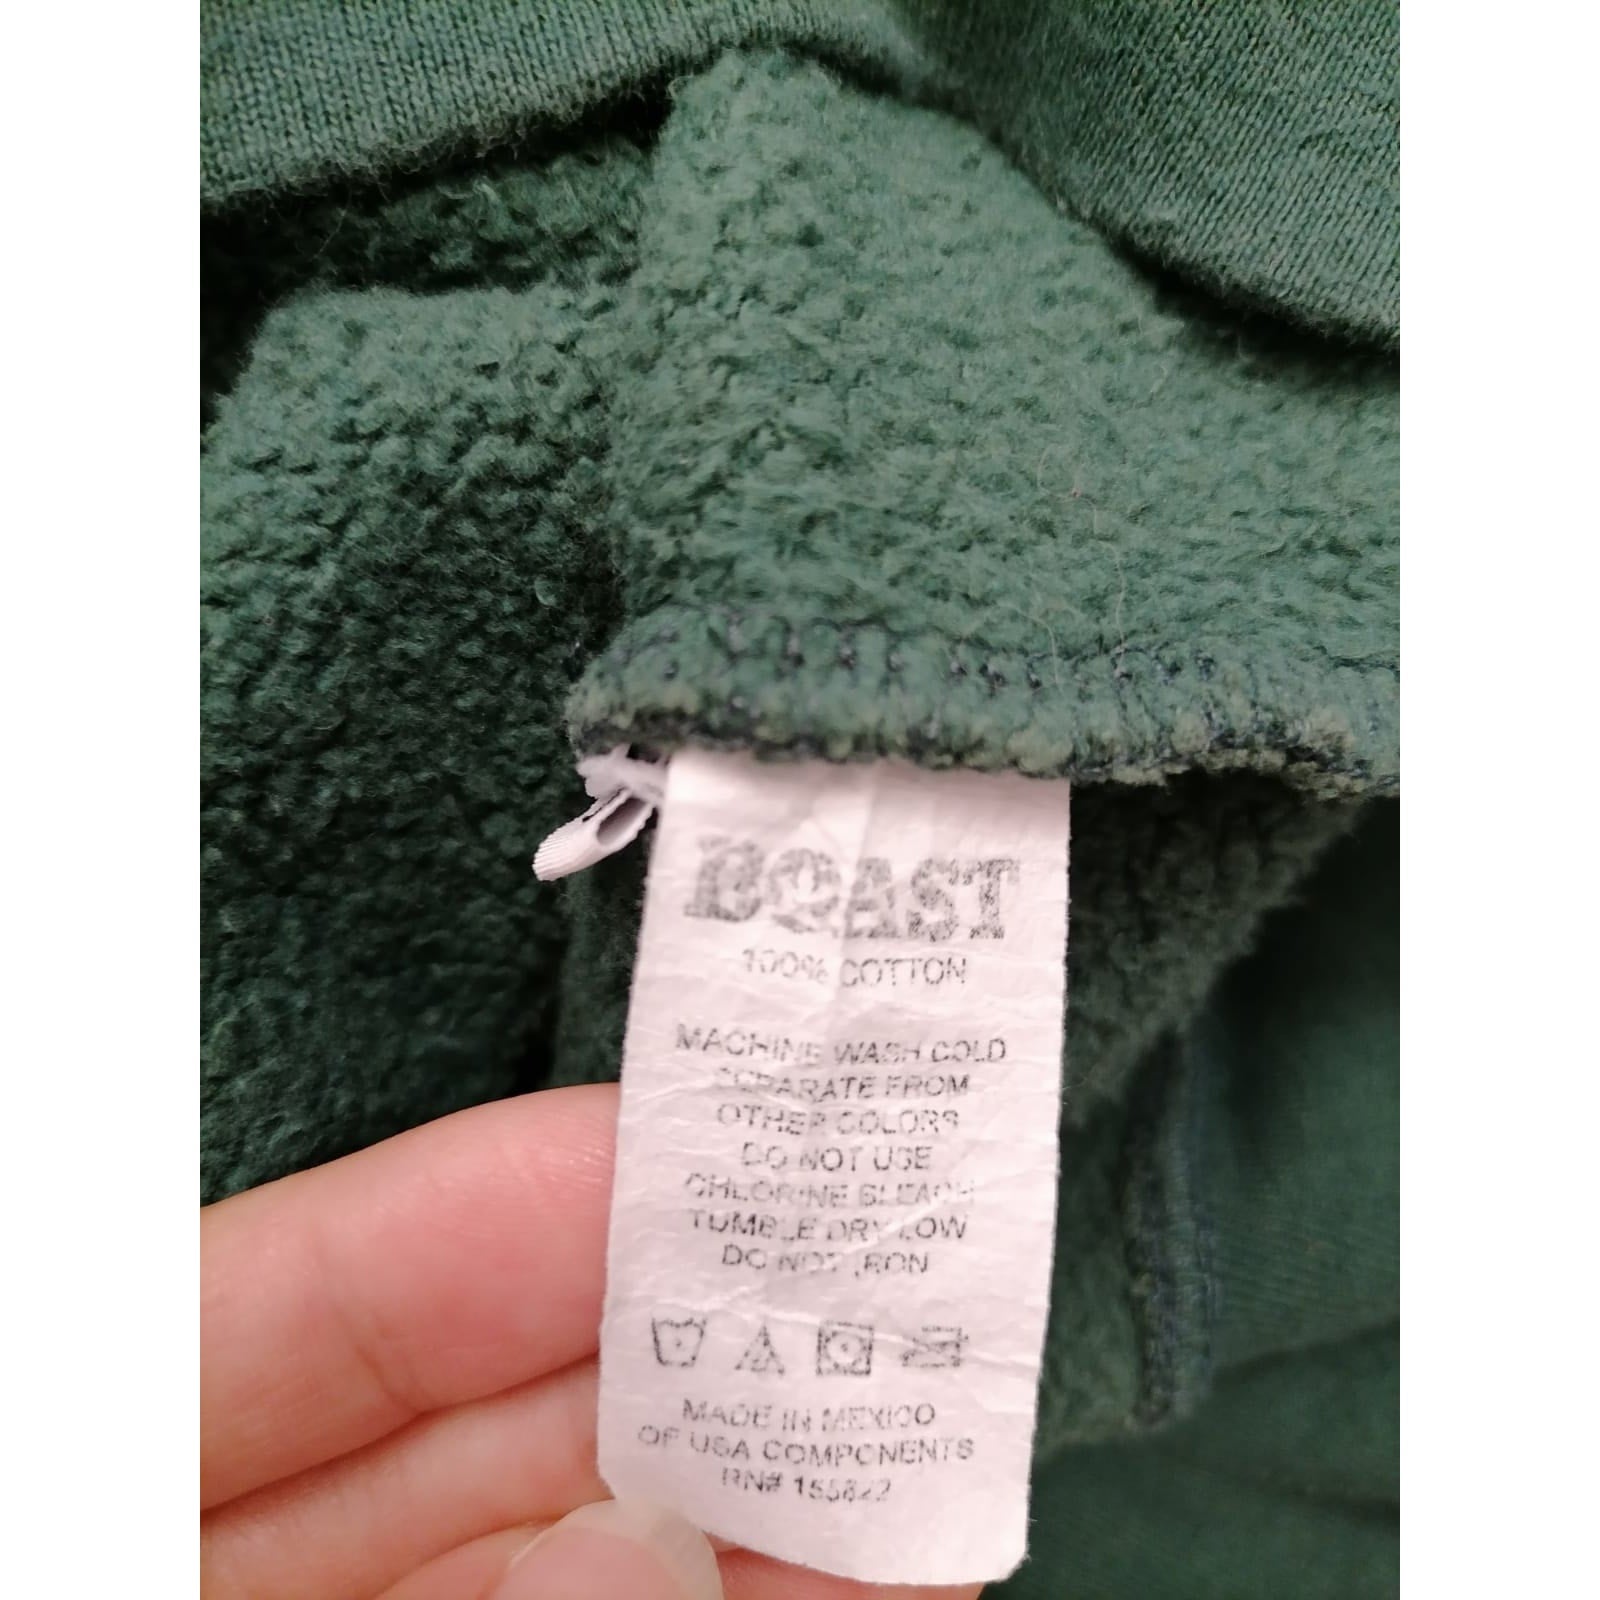 BOAST
100% COTTON
MACHINE WASH COLD
SEPARATE FROM
OTHER COLORS
DO NOT USE
CHLORINE BLEACH
TUMBLE DRY LOW
DO NOT IRON
MADE IN MEXICO
OF USA COMPONENTS
RN# 155822